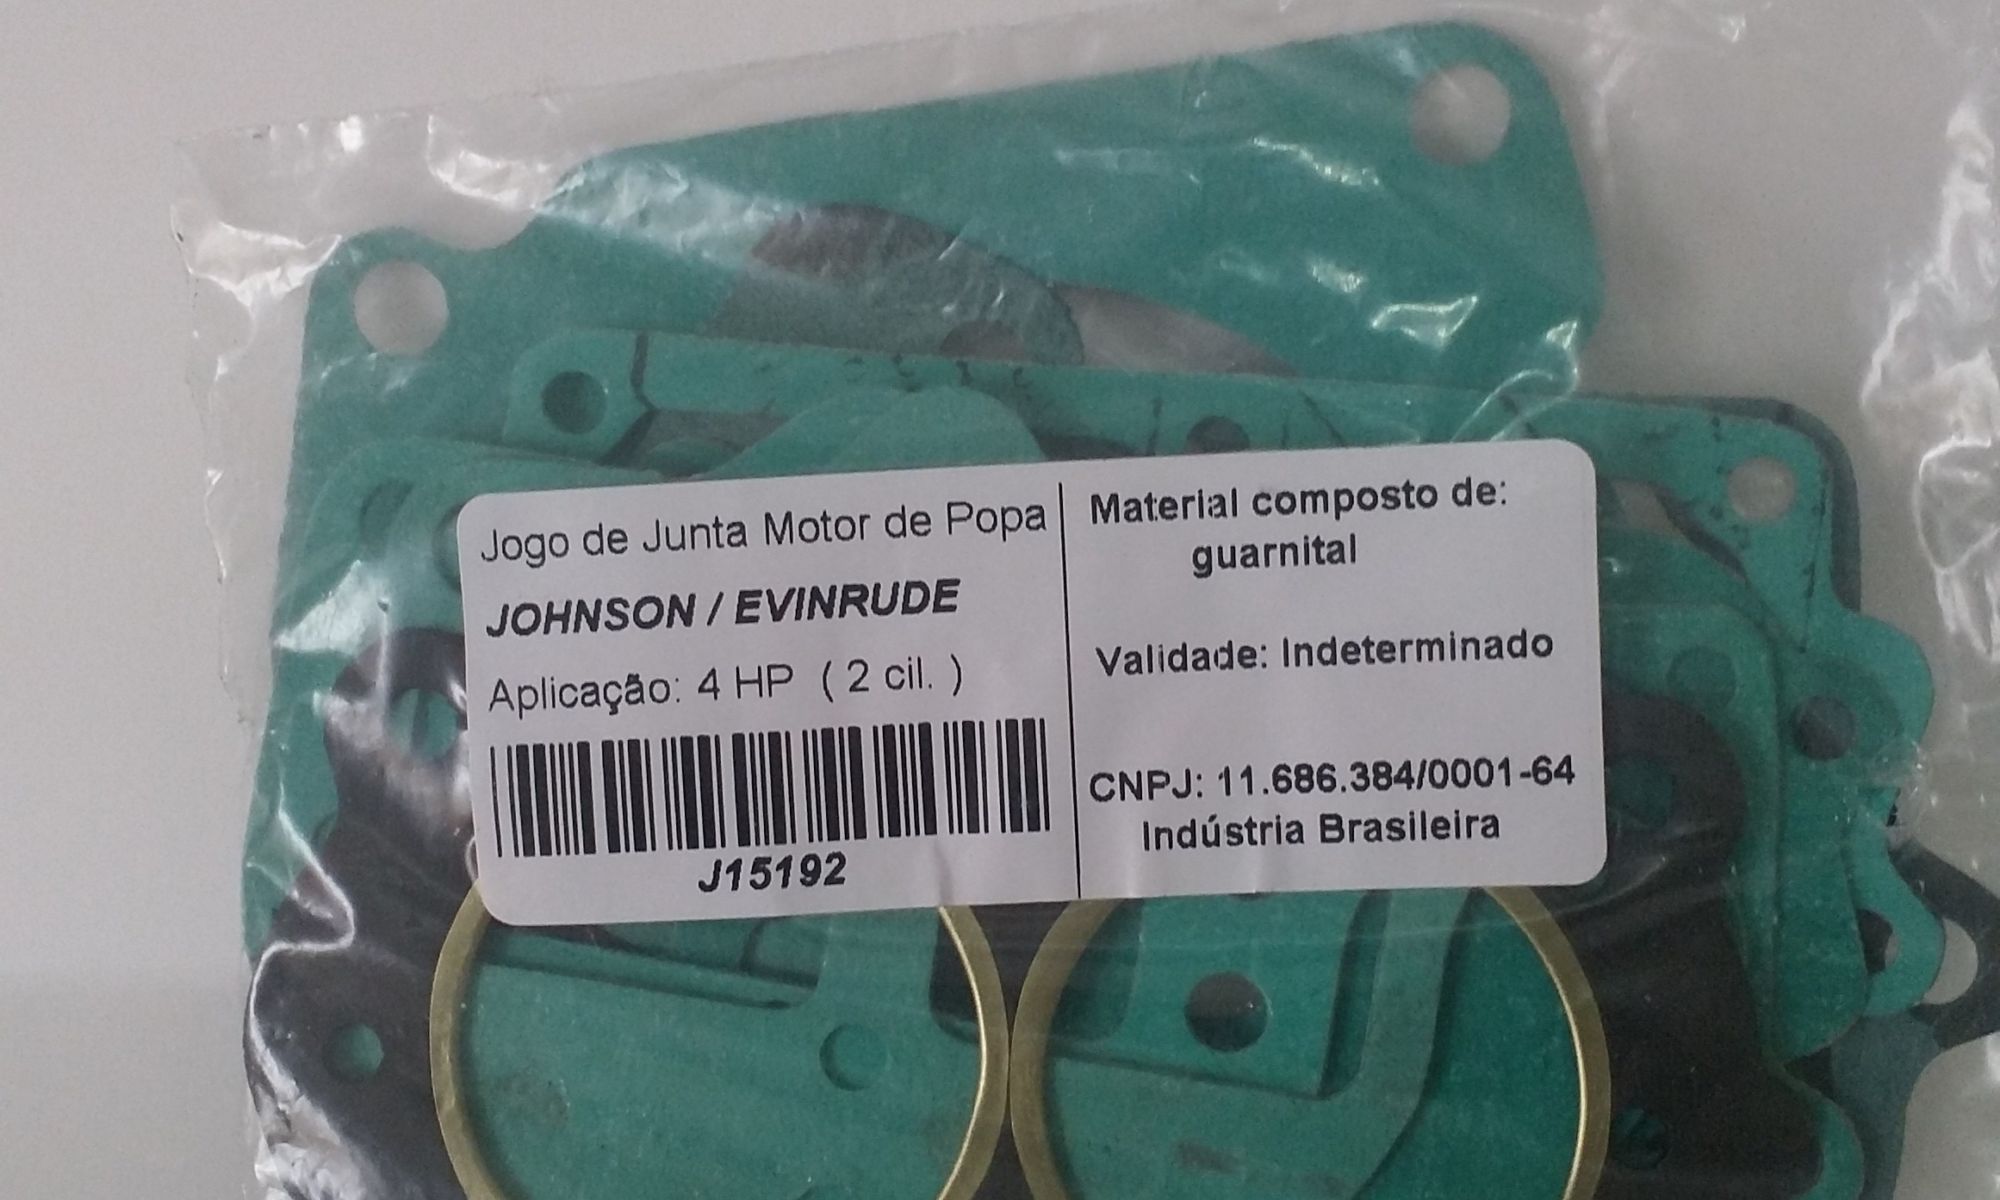 Jogo de Junta Motor de Popa
JOHNSON / EVINRUDE
Aplicação: 4 HP ( 2 cil. )
J15192
Material composto de:
guarnital
Validade: Indeterminado
CNPJ: 11.686.384/0001-64
Indústria Brasileira